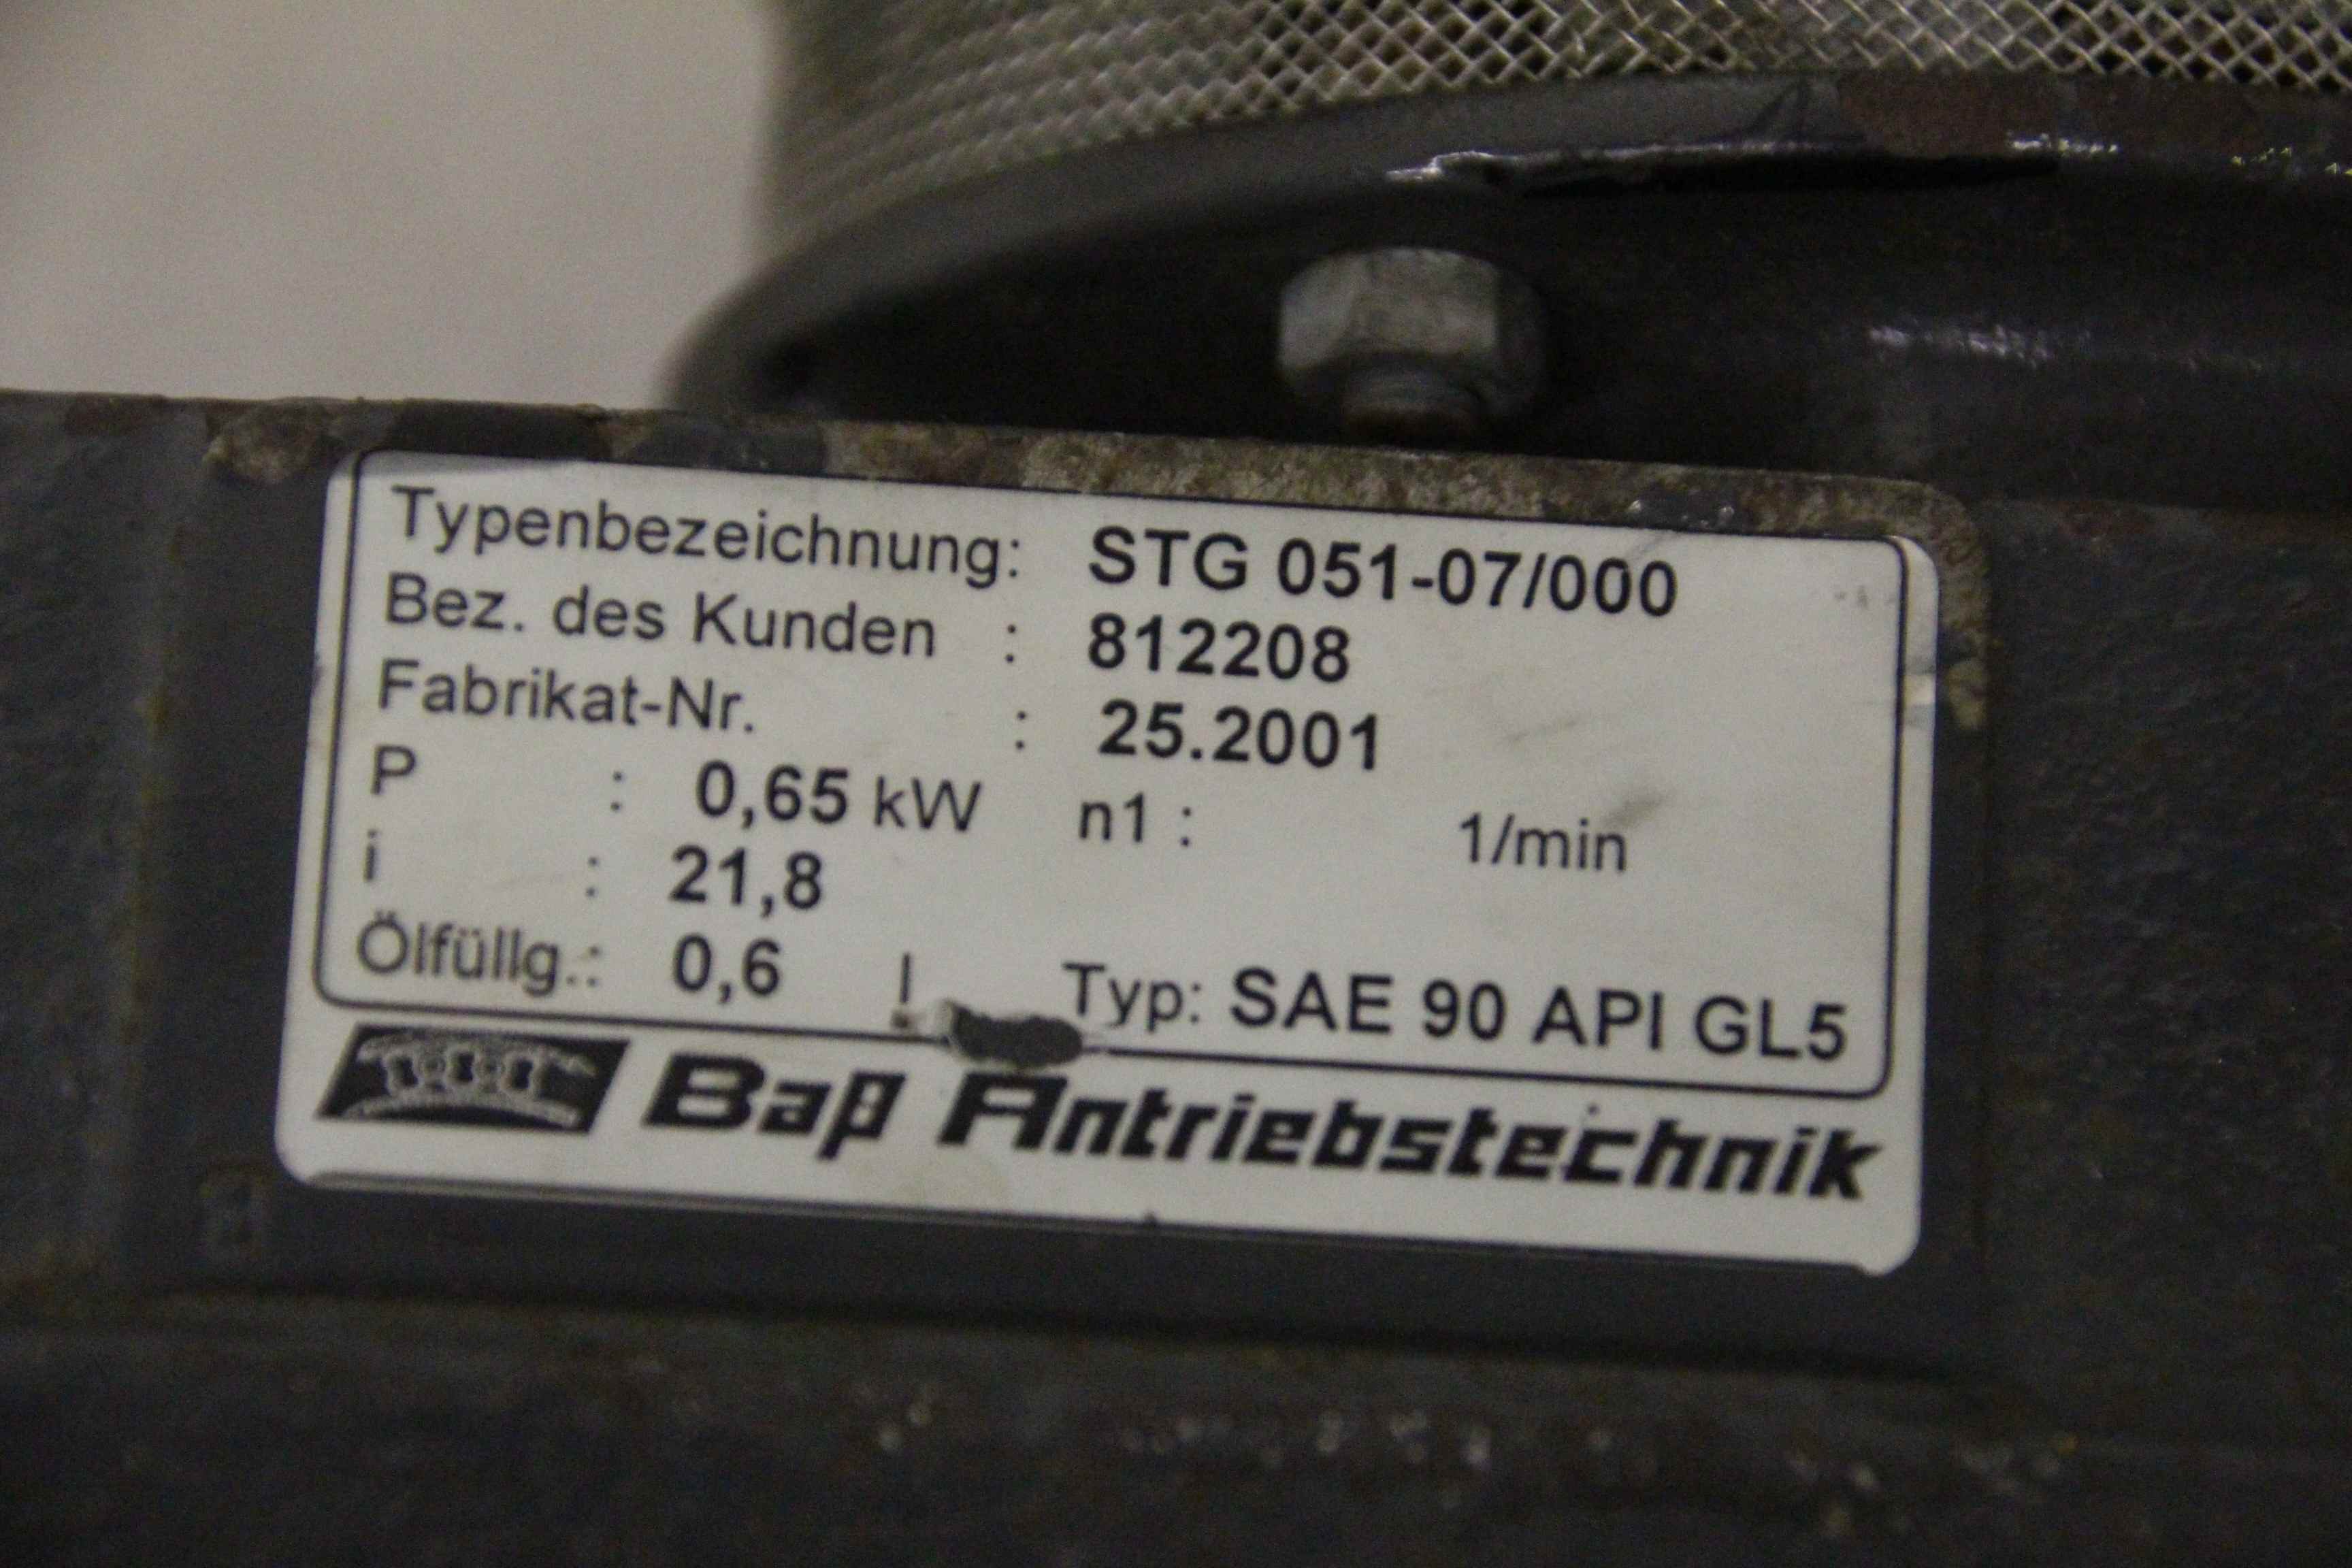 Typenbezeichnung: STG 051-07/000
Bez. des Kunden : 812208
Fabrikat-Nr. : 25.2001
P : 0,65 kW n1 : 1/min
i : 21,8
Ölfüllg.: 0,6 l Typ: SAE 90 API GL5
Baß Antriebstechnik